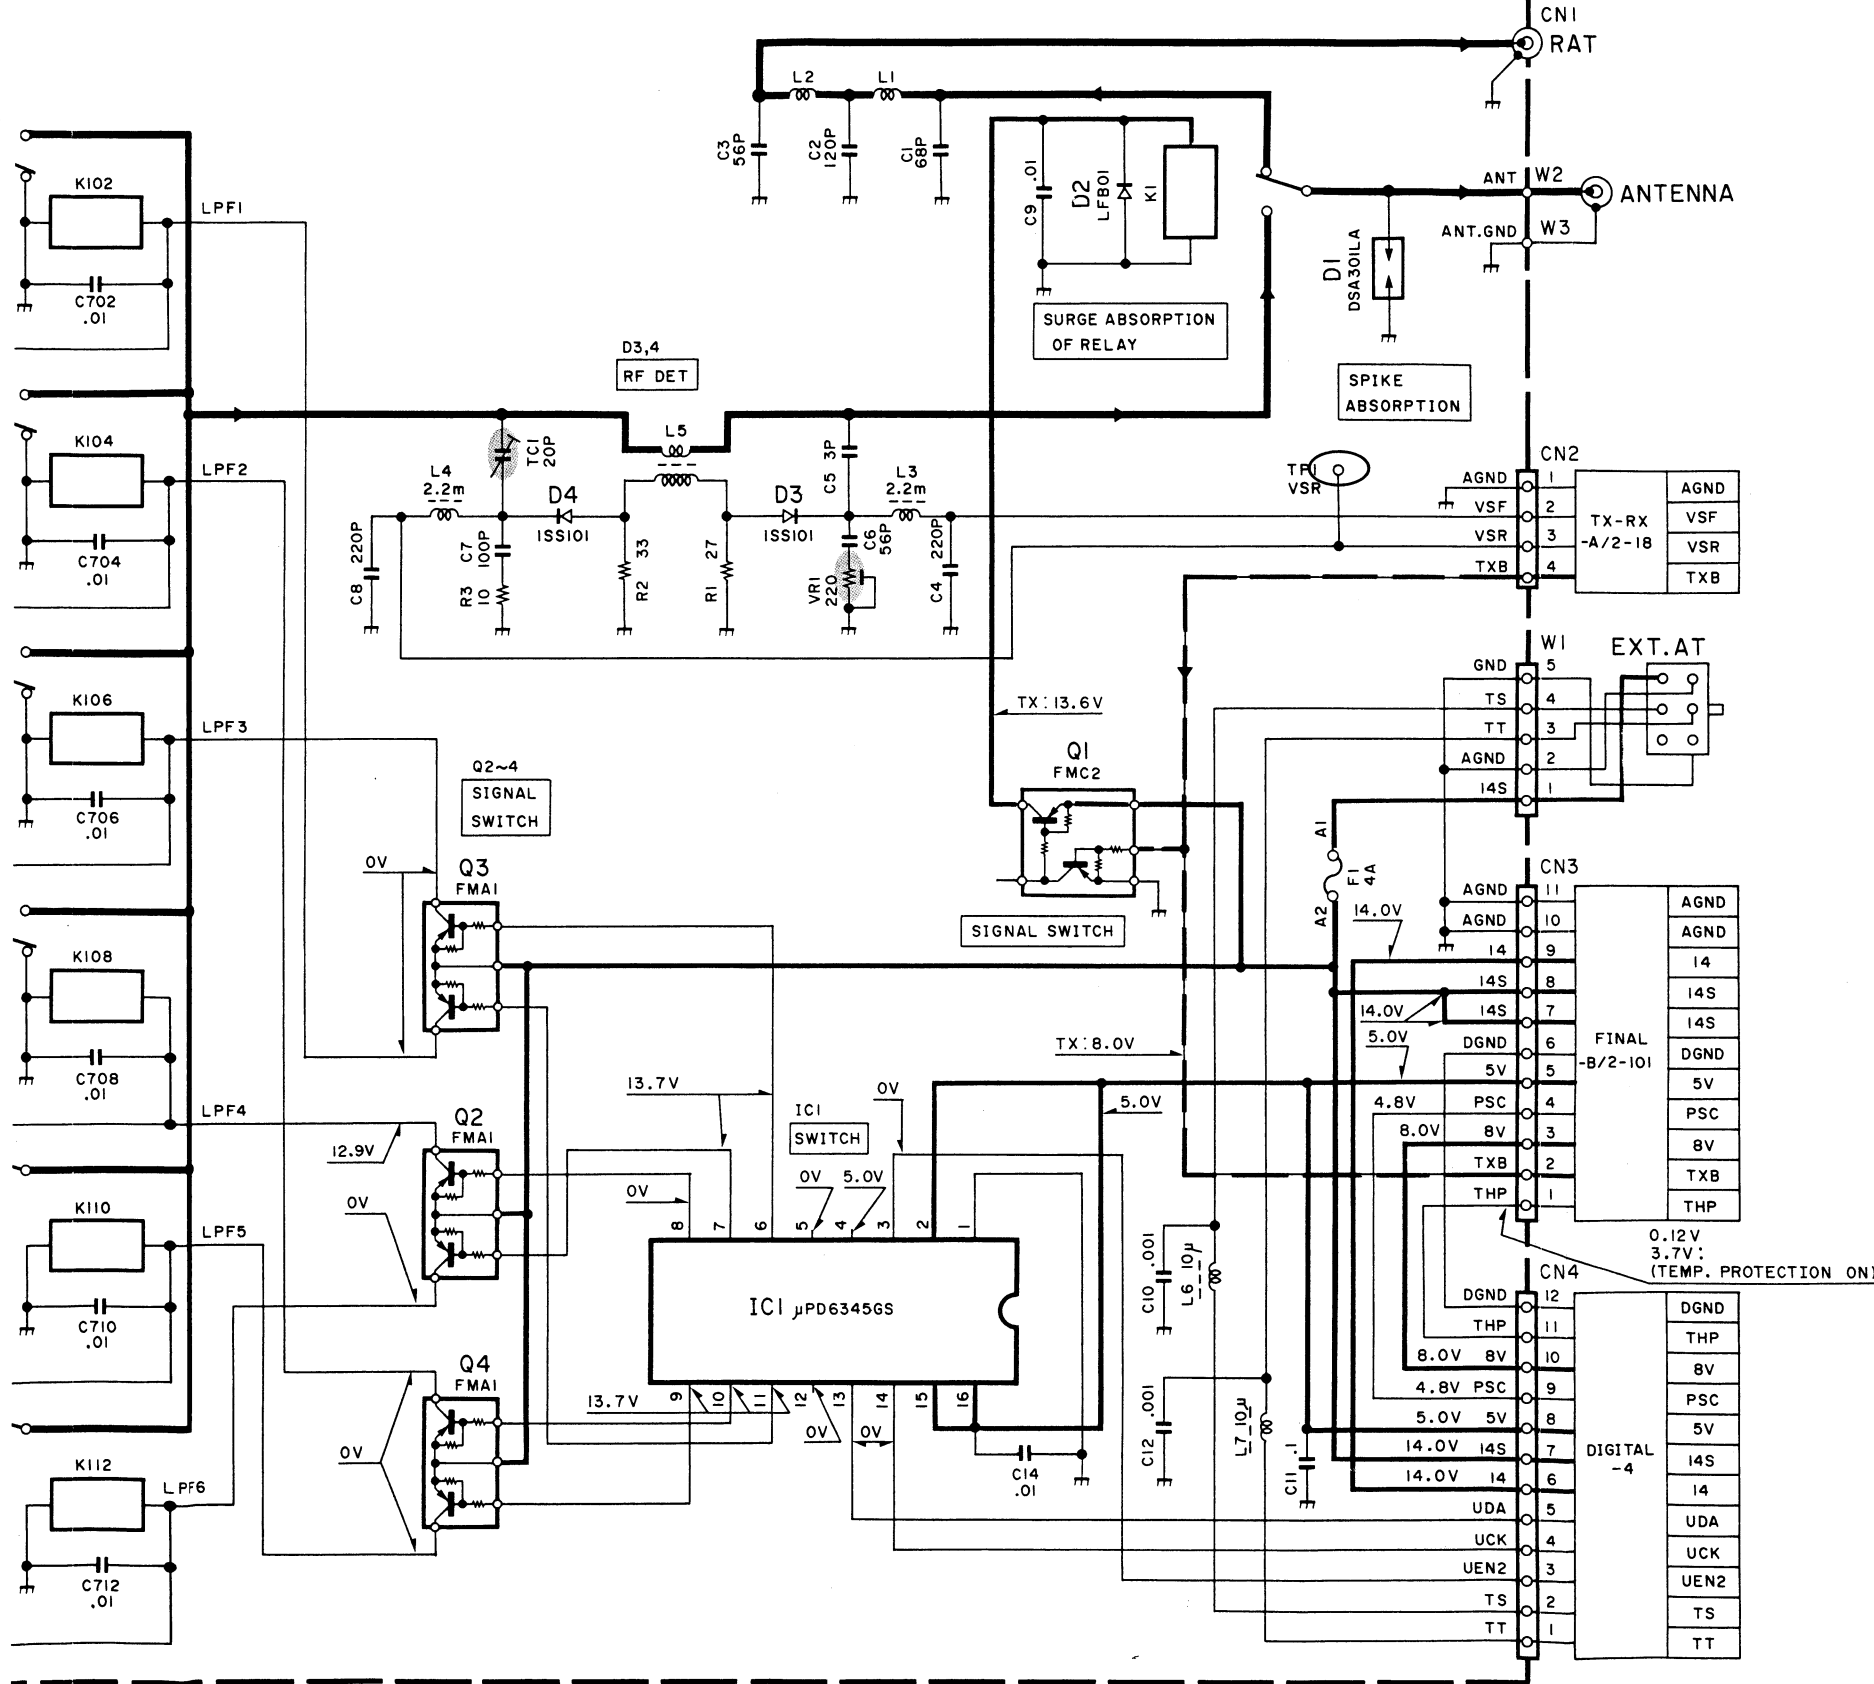 CN1
RAT
L2
L1
C3
56P
C2
120P
C1
68P
C9
.01
D2
LFB01
K1
ANT
W2
ANTENNA
ANT.GND
W3
D1
DSA301LA
SURGE ABSORPTION
OF RELAY
SPIKE
ABSORPTION
K102
LPF1
C702
.01
D3,4
RF DET
K104
LPF2
C704
.01
TC1
20P
L5
L4
2.2m
D4
1SS101
D3
1SS101
C5 3P
L3
2.2m
C8 220P
C7
100P
R3
10
R2 33
R1 27
C6
56P
VR1
220
C4 220P
TP1
VSR
CN2
AGND 1 AGND
VSF 2 VSF
VSR 3 VSR
TXB 4 TXB
TX-RX
-A/2-18
K106
LPF3
C706
.01
Q2~4
SIGNAL
SWITCH
0V
Q3
FMA1
TX:13.6V
Q1
FMC2
SIGNAL SWITCH
W1
EXT.AT
GND 5
TS 4
TT 3
AGND 2
14S 1
A1
F1
4A
A2
CN3
AGND 11 AGND
AGND 10 AGND
14.0V
14 9 14
14S 8 14S
14.0V
14S 7 14S
5.0V
DGND 6 DGND
5V 5 5V
4.8V PSC 4 PSC
8.0V 8V 3 8V
TXB 2 TXB
THP 1 THP
FINAL
-B/2-101
0.12V
3.7V:
(TEMP. PROTECTION ON)
K108
C708
.01
LPF4
12.9V
0V
Q2
FMA1
13.7V
0V
IC1
SWITCH
0V
5.0V
0V
5.0V
TX:8.0V
8 7 6 5 4 3 2 1
IC1 µPD6345GS
9 10 11 12 13 14 15 16
13.7V
0V
0V
C14
.01
K110
LPF5
C710
.01
Q4
FMA1
0V
K112
LPF6
C712
.01
C10 .001
L6 10µ
C12 .001
L7 10µ
C11 .1
CN4
DGND 12 DGND
THP 11 THP
8.0V 8V 10 8V
4.8V PSC 9 PSC
5.0V 5V 8 5V
14.0V 14S 7 14S
14.0V 14 6 14
UDA 5 UDA
UCK 4 UCK
UEN2 3 UEN2
TS 2 TS
TT 1 TT
DIGITAL
-4